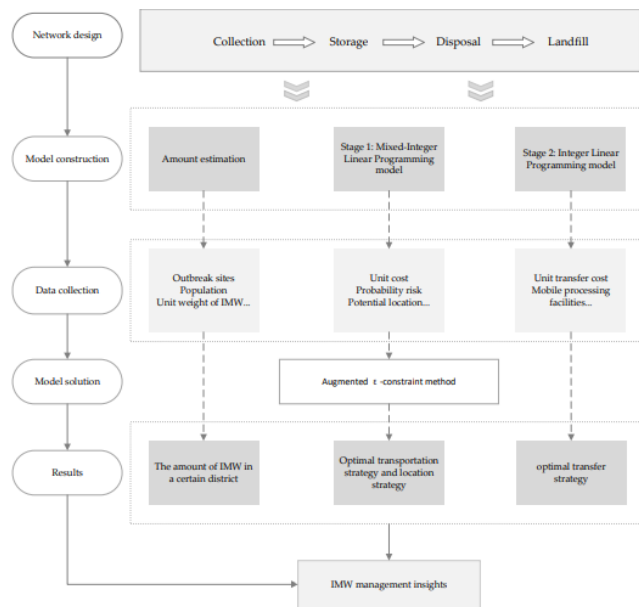 Network design
Collection
Storage
Disposal
Landfill
Model construction
Amount estimation
Stage 1: Mixed-Integer
Linear Programming
model
Stage 2: Integer Linear
Programming model
Data collection
Outbreak sites
Population
Unit weight of IMW...
Unit cost
Probability risk
Potential location...
Unit transfer cost
Mobile processing
facilities...
Model solution
Augmented ε -constraint method
Results
The amount of IMW in
a certain district
Optimal transportation
strategy and location
strategy
optimal transfer
strategy
IMW management insights